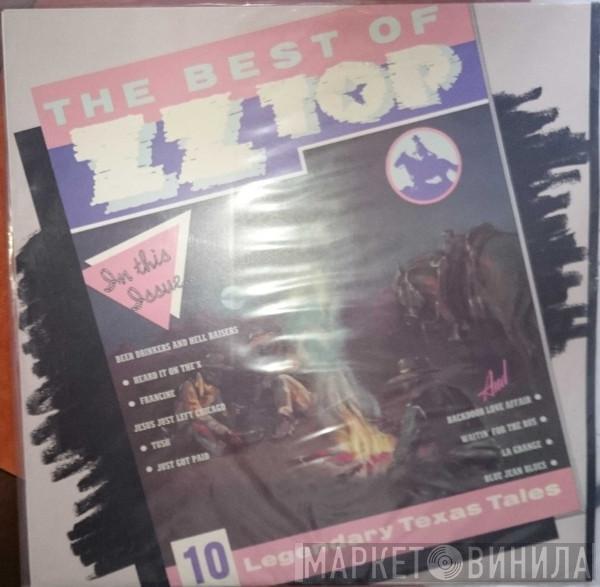 THE BEST OF
ZZ TOP
In this
Issue
BEER DRINKERS AND HELL RAISERS
• HEARD IT ON THE X
• FRANCINE
JESUS JUST LEFT CHICAGO
• TUSH
• JUST GOT PAID
And
BACKDOOR LOVE AFFAIR •
WAITIN' FOR THE BUS •
LA GRANGE •
BLUE JEAN BLUES •
10 Legendary Texas Tales
МАРКЕТ ВИНИЛА